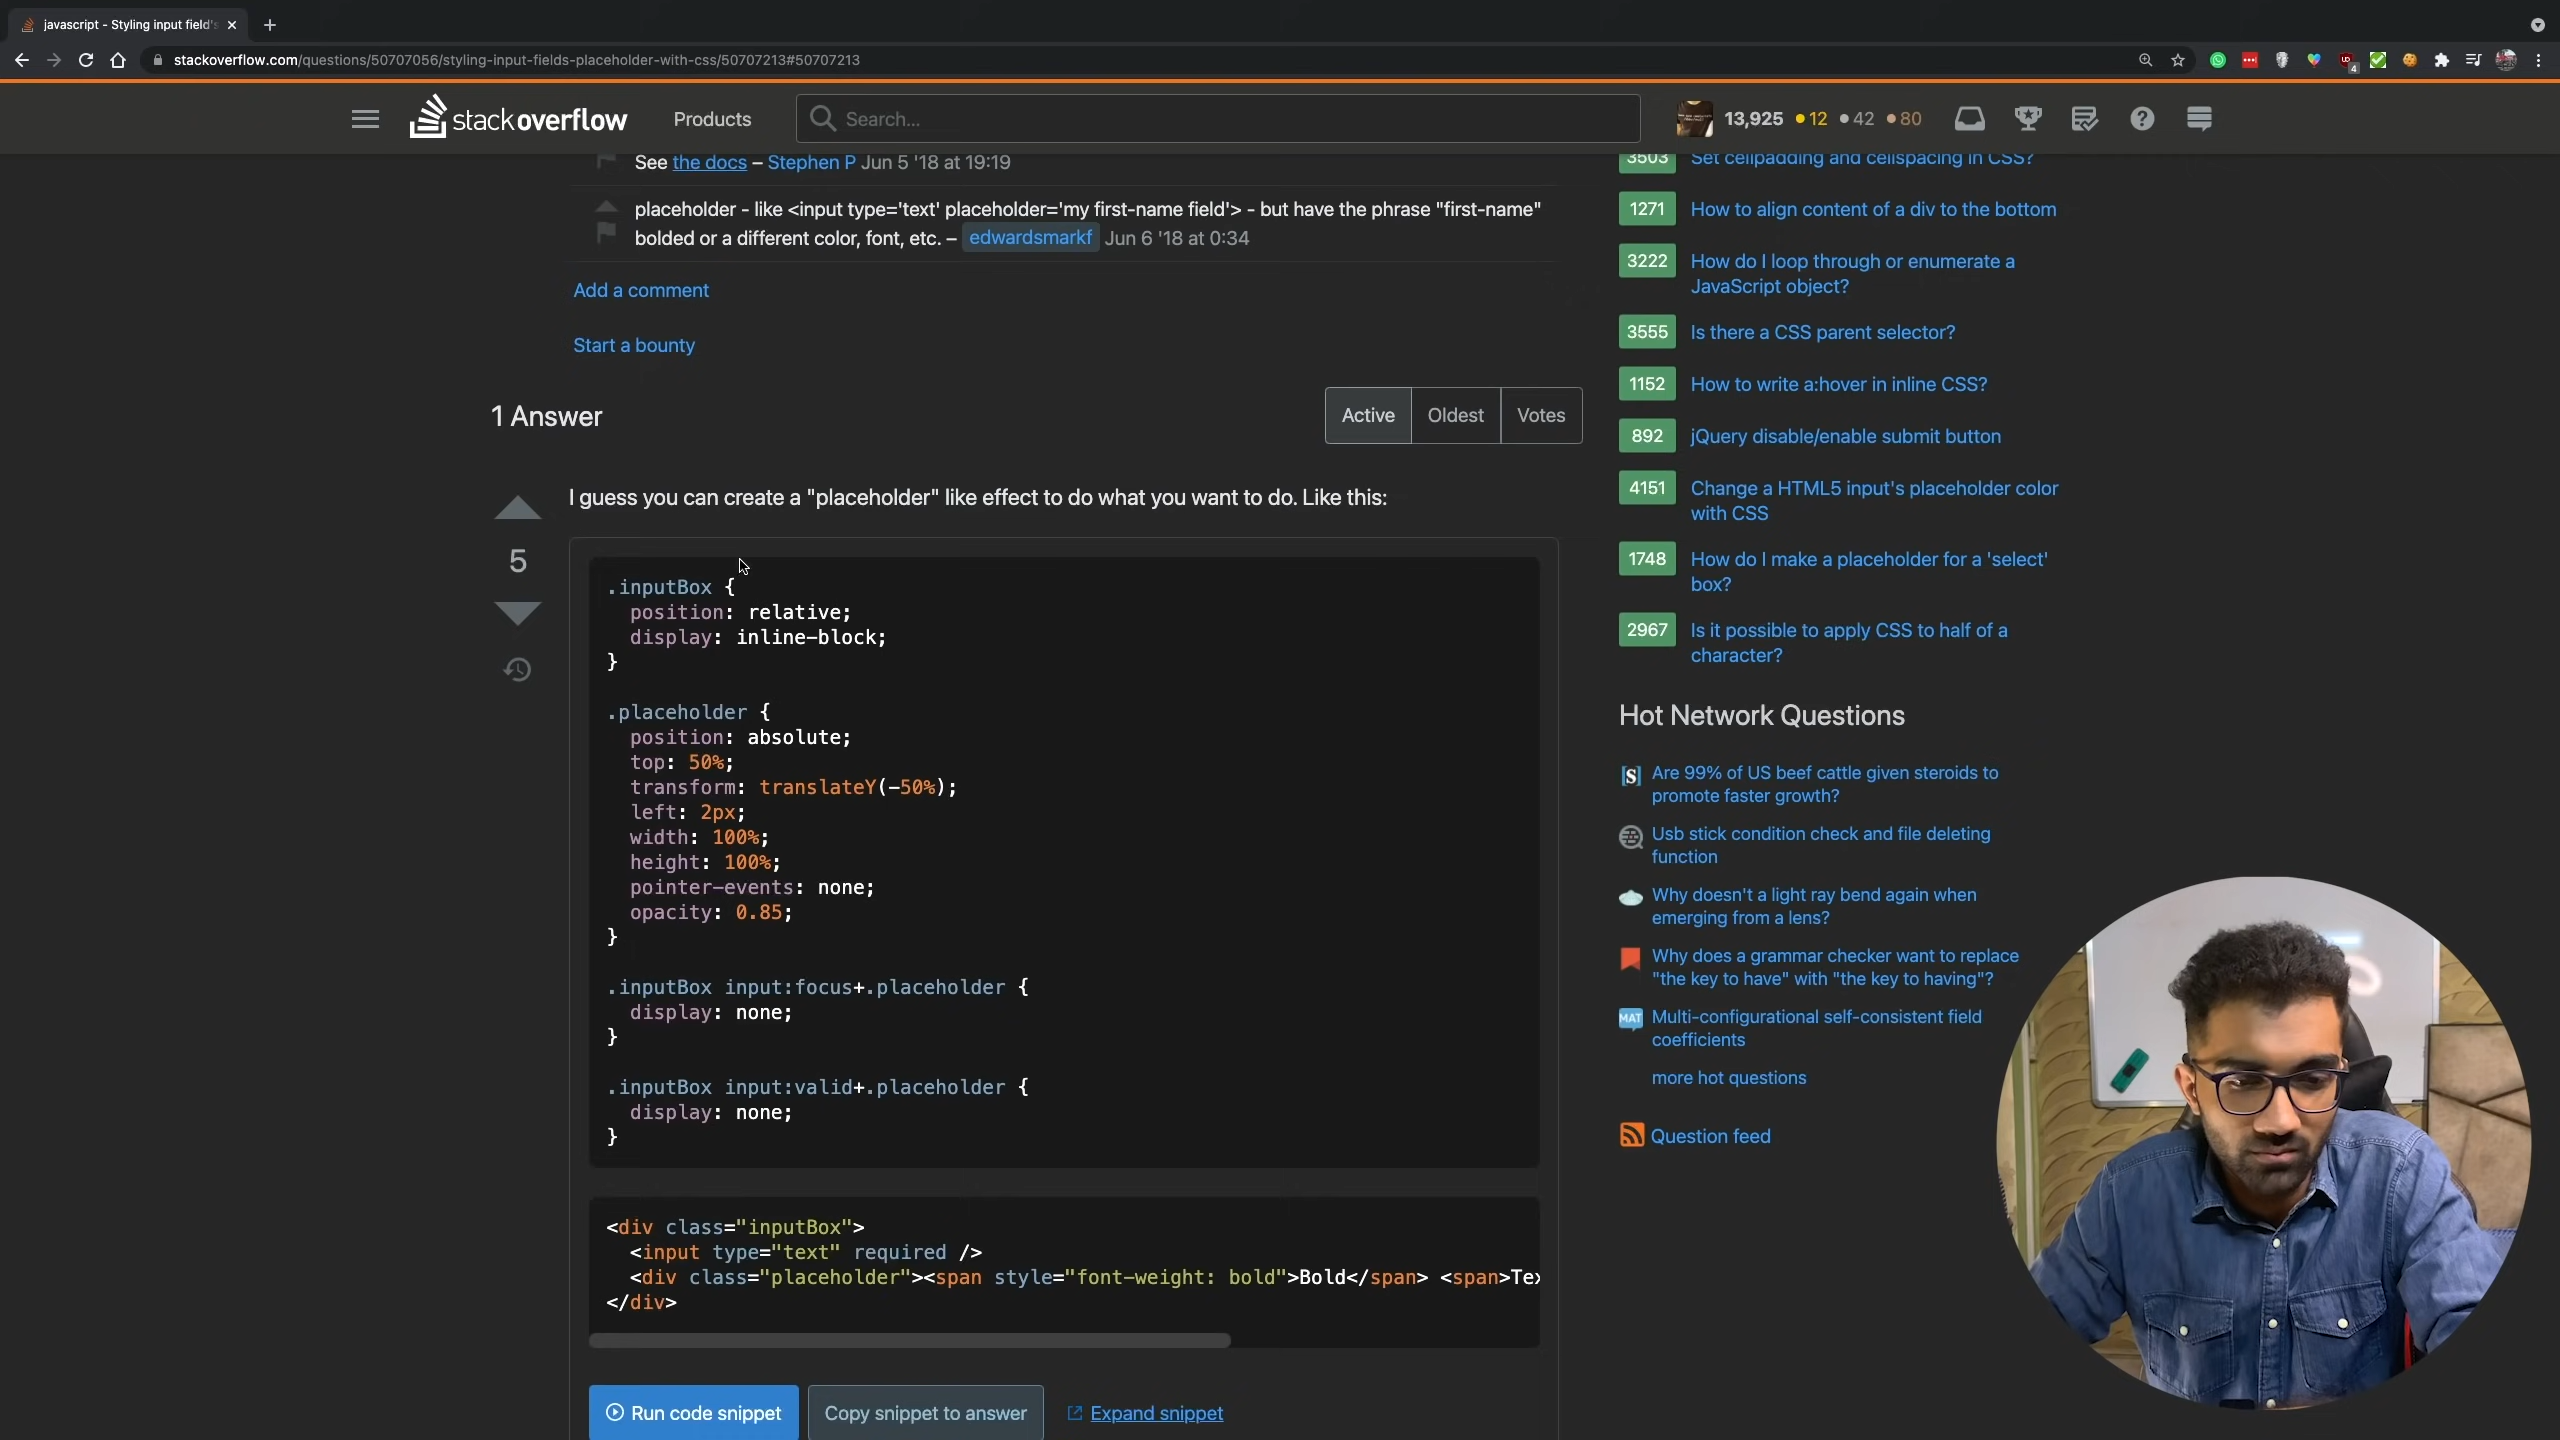 javascript - Styling input field's
stackoverflow.com/questions/50707056/styling-input-fields-placeholder-with-css/50707213#50707213
4
stackoverflow
Products
Search...
13,925 12 42 80
See the docs – Stephen P Jun 5 '18 at 19:19
placeholder - like <input type='text' placeholder='my first-name field'> - but have the phrase "first-name"
bolded or a different color, font, etc. – edwardsmarkf Jun 6 '18 at 0:34
Add a comment
Start a bounty
1 Answer
Active Oldest Votes
I guess you can create a "placeholder" like effect to do what you want to do. Like this:
5
.inputBox {
  position: relative;
  display: inline-block;
}
.placeholder {
  position: absolute;
  top: 50%;
  transform: translateY(-50%);
  left: 2px;
  width: 100%;
  height: 100%;
  pointer-events: none;
  opacity: 0.85;
}
.inputBox input:focus+.placeholder {
  display: none;
}
.inputBox input:valid+.placeholder {
  display: none;
}
<div class="inputBox">
  <input type="text" required />
  <div class="placeholder"><span style="font-weight: bold">Bold</span> <span>Tex
</div>
Run code snippet
Copy snippet to answer
Expand snippet
3503 Set cellpadding and cellspacing in CSS?
1271 How to align content of a div to the bottom
3222 How do I loop through or enumerate a
JavaScript object?
3555 Is there a CSS parent selector?
1152 How to write a:hover in inline CSS?
892 jQuery disable/enable submit button
4151 Change a HTML5 input's placeholder color
with CSS
1748 How do I make a placeholder for a 'select'
box?
2967 Is it possible to apply CSS to half of a
character?
Hot Network Questions
Are 99% of US beef cattle given steroids to
promote faster growth?
Usb stick condition check and file deleting
function
Why doesn't a light ray bend again when
emerging from a lens?
Why does a grammar checker want to replace
"the key to have" with "the key to having"?
MAT Multi-configurational self-consistent field
coefficients
more hot questions
Question feed